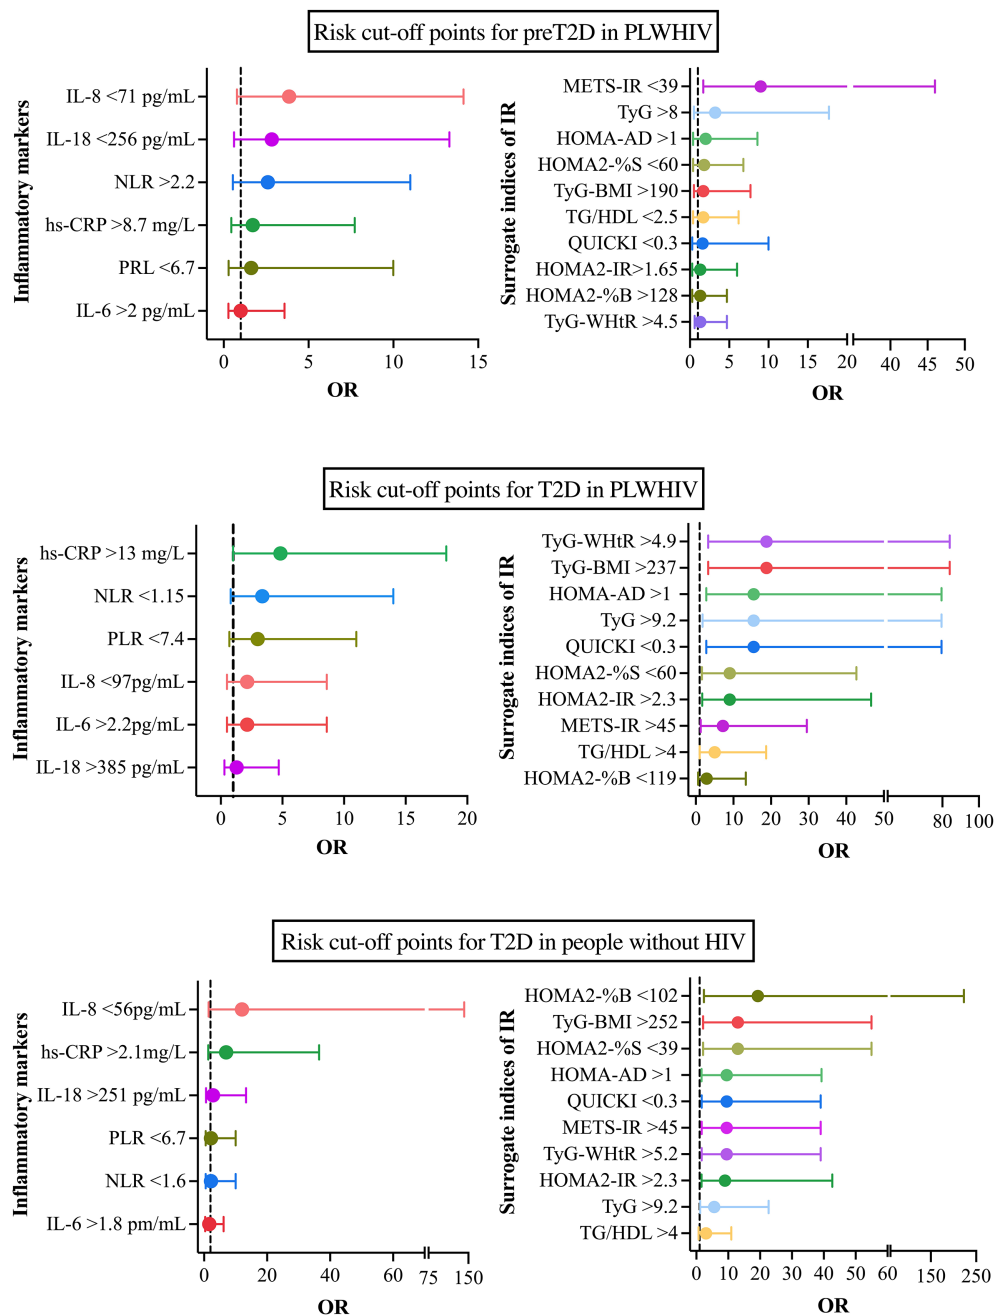 Risk cut-off points for preT2D in PLWHIV
Inflammatory markers
IL-8 <71 pg/mL
IL-18 <256 pg/mL
NLR >2.2
hs-CRP >8.7 mg/L
PRL <6.7
IL-6 >2 pg/mL
0 5 10 15
OR
Surrogate indices of IR
METS-IR <39
TyG >8
HOMA-AD >1
HOMA2-%S <60
TyG-BMI >190
TG/HDL <2.5
QUICKI <0.3
HOMA2-IR>1.65
HOMA2-%B >128
TyG-WHtR >4.5
0 5 10 15 20 40 45 50
OR
Risk cut-off points for T2D in PLWHIV
Inflammatory markers
hs-CRP >13 mg/L
NLR <1.15
PLR <7.4
IL-8 <97pg/mL
IL-6 >2.2pg/mL
IL-18 >385 pg/mL
0 5 10 15 20
OR
Surrogate indices of IR
TyG-WHtR >4.9
TyG-BMI >237
HOMA-AD >1
TyG >9.2
QUICKI <0.3
HOMA2-%S <60
HOMA2-IR >2.3
METS-IR >45
TG/HDL >4
HOMA2-%B <119
0 10 20 30 40 50 80 100
OR
Risk cut-off points for T2D in people without HIV
Inflammatory markers
IL-8 <56pg/mL
hs-CRP >2.1mg/L
IL-18 >251 pg/mL
PLR <6.7
NLR <1.6
IL-6 >1.8 pm/mL
0 20 40 60 75 150
OR
Surrogate indices of IR
HOMA2-%B <102
TyG-BMI >252
HOMA2-%S <39
HOMA-AD >1
QUICKI <0.3
METS-IR >45
TyG-WHtR >5.2
HOMA2-IR >2.3
TyG >9.2
TG/HDL >4
0 10 20 30 40 50 60 150 250
OR